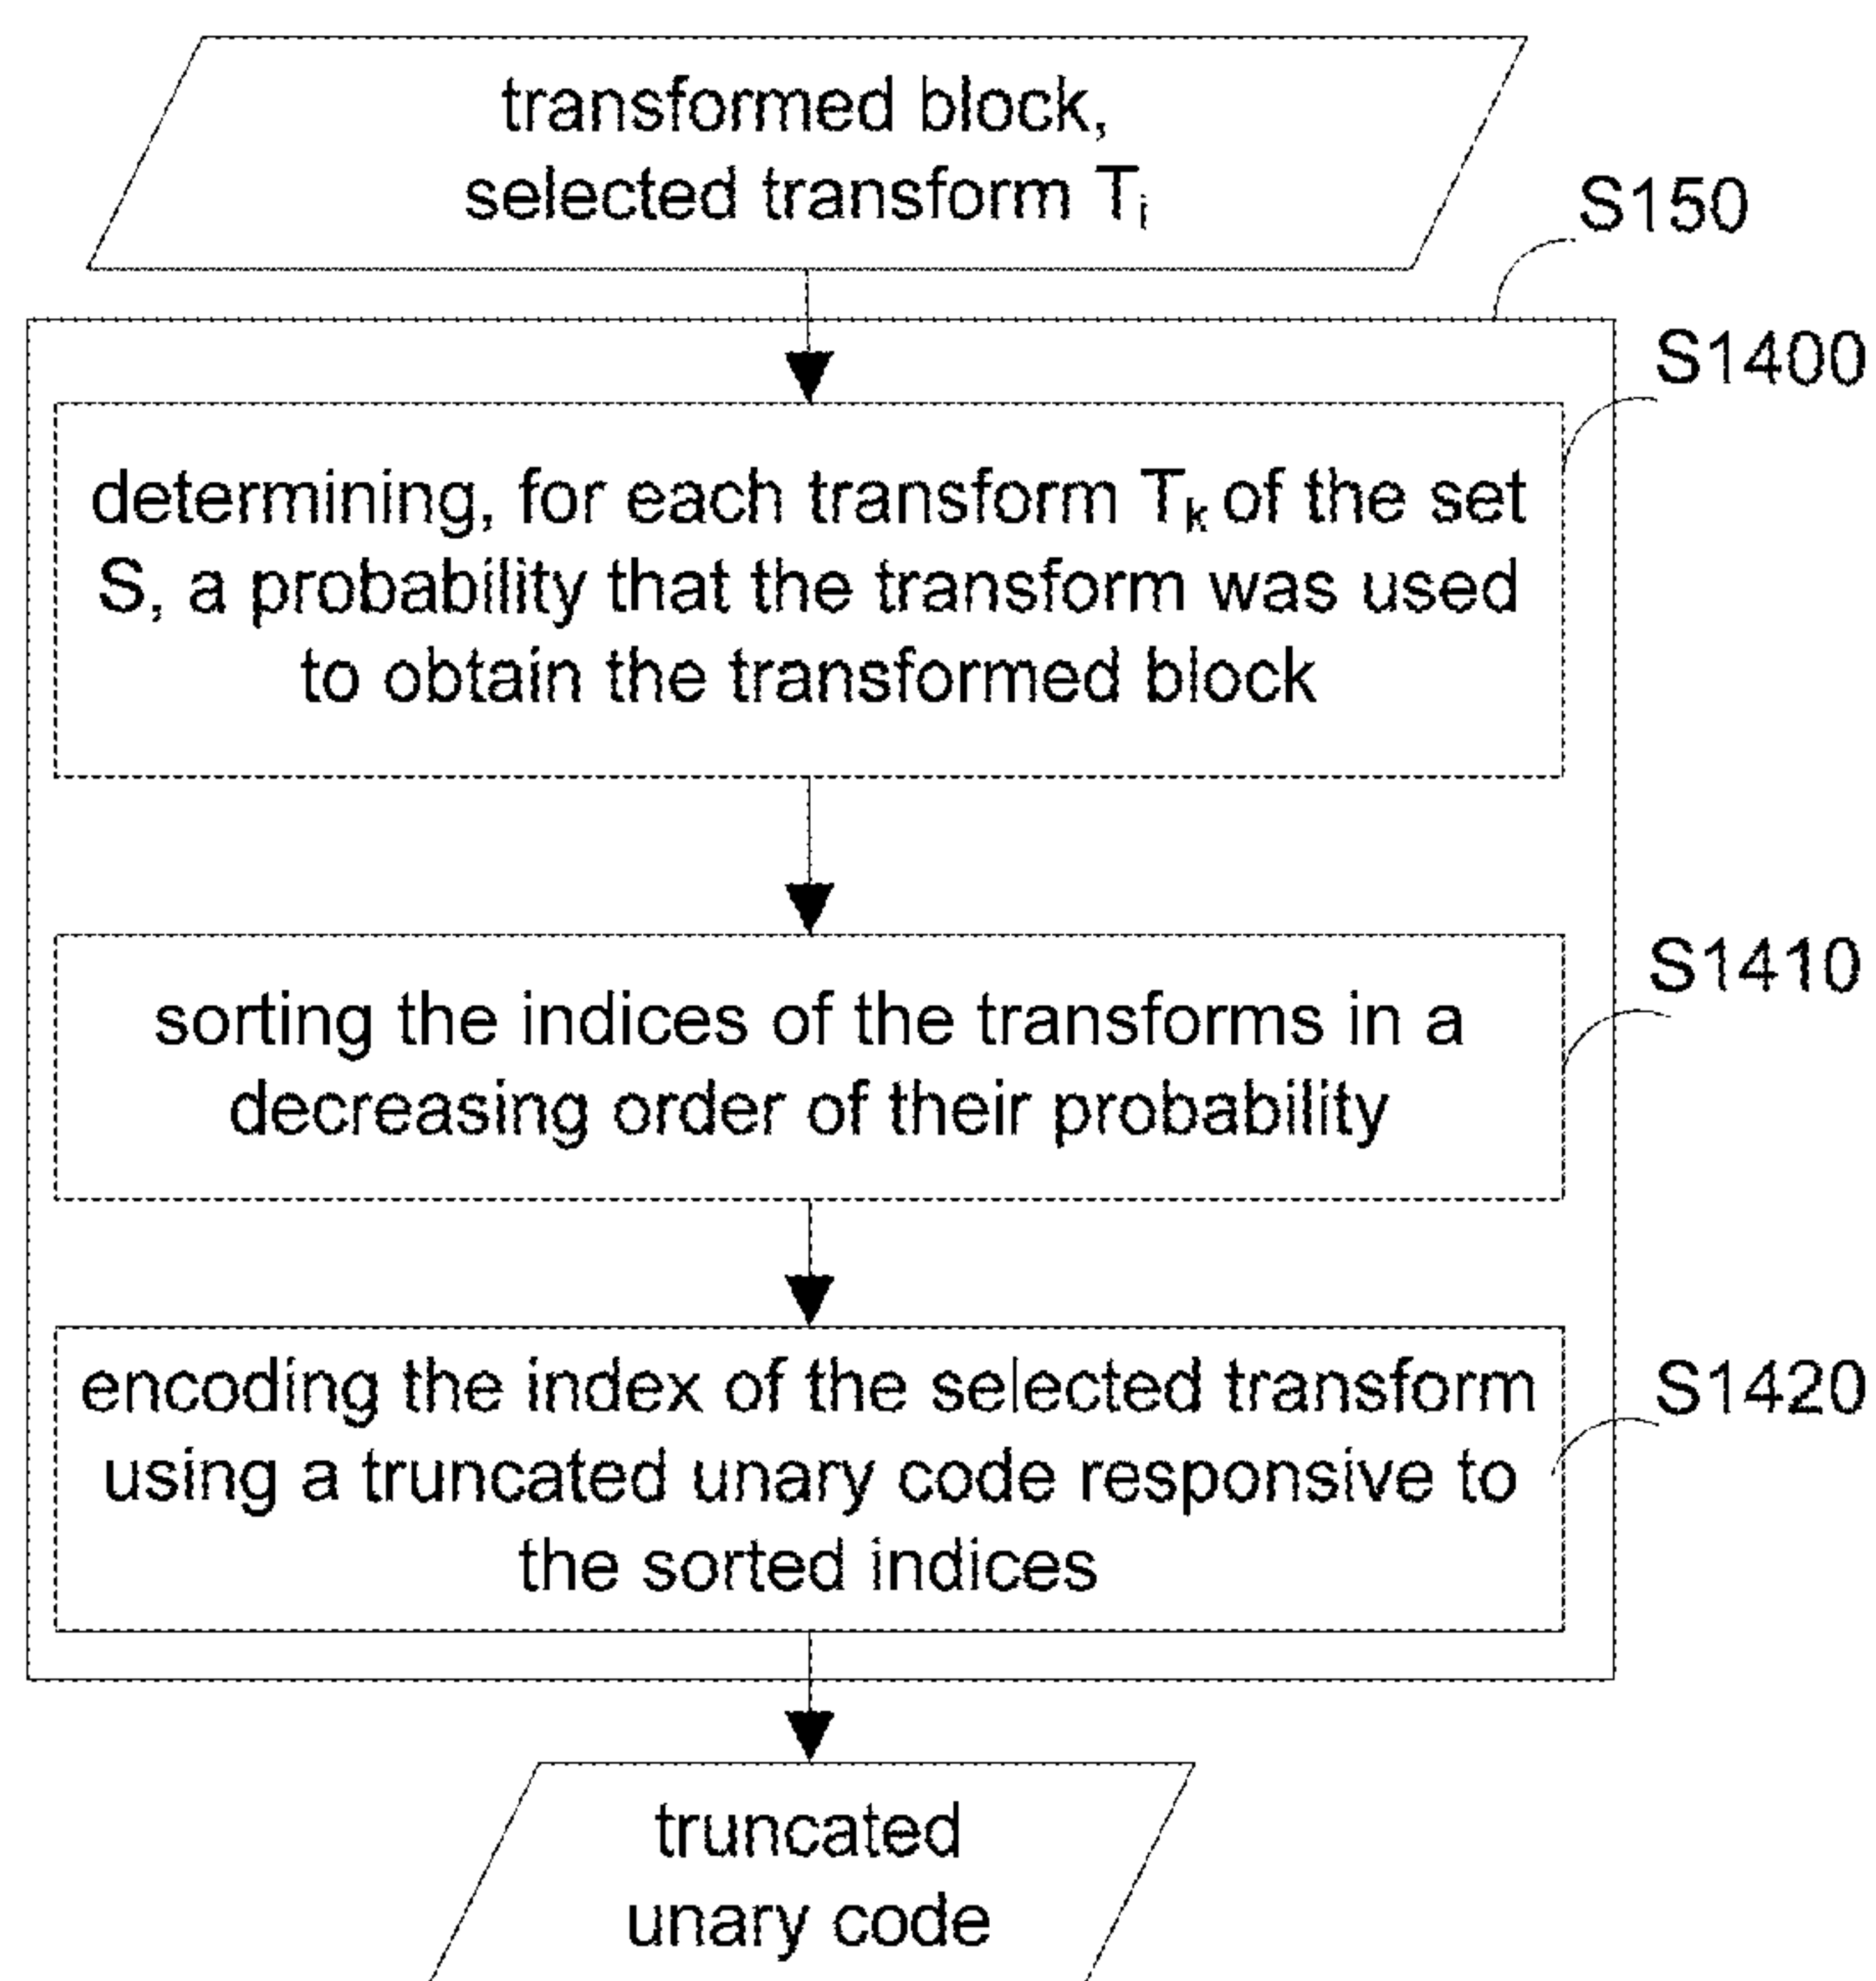 transformed block,
selected transform Ti
S150
S1400
determining, for each transform Tk of the set
S, a probability that the transform was used
to obtain the transformed block
S1410
sorting the indices of the transforms in a
decreasing order of their probability
S1420
encoding the index of the selected transform
using a truncated unary code responsive to
the sorted indices
truncated
unary code